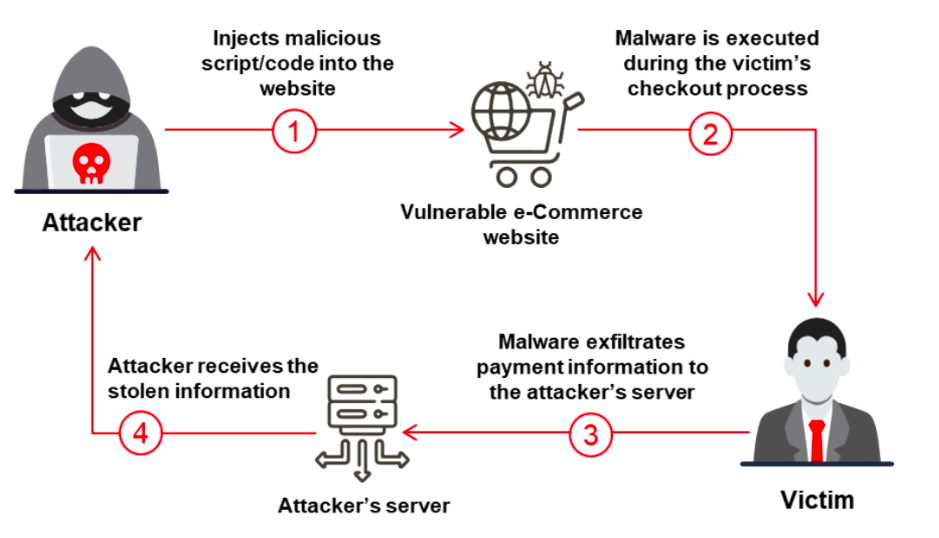 Injects malicious
script/code into the
website
1
Malware is executed
during the victim's
checkout process
2
Attacker
Vulnerable e-Commerce
website
Malware exfiltrates
payment information to
the attacker's server
3
Attacker receives the
stolen information
4
Attacker's server
Victim